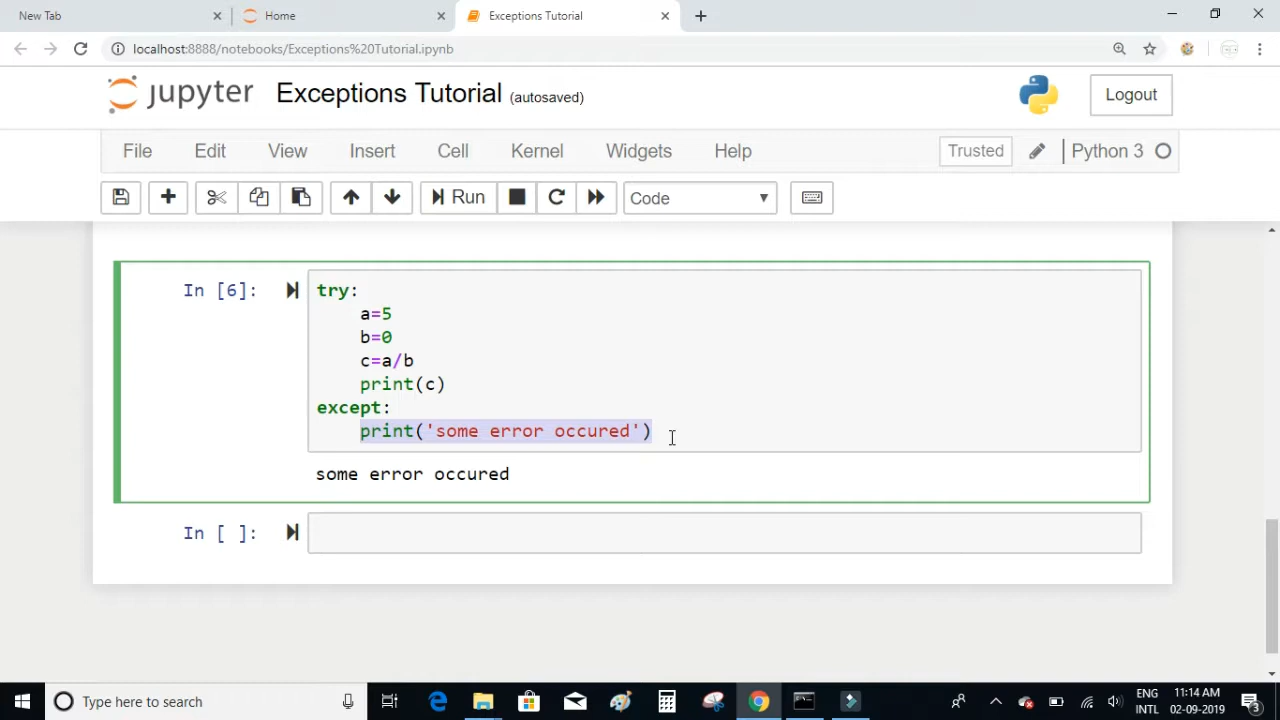 New Tab
Home
Exceptions Tutorial
localhost:8888/notebooks/Exceptions%20Tutorial.ipynb
jupyter Exceptions Tutorial (autosaved)
Logout
File Edit View Insert Cell Kernel Widgets Help
Trusted
Python 3
Run
Code
In [6]:
try:
a=5
b=0
c=a/b
print(c)
except:
print('some error occured')
some error occured
In [ ]:
Type here to search
ENG
INTL
11:14 AM
02-09-2019
3